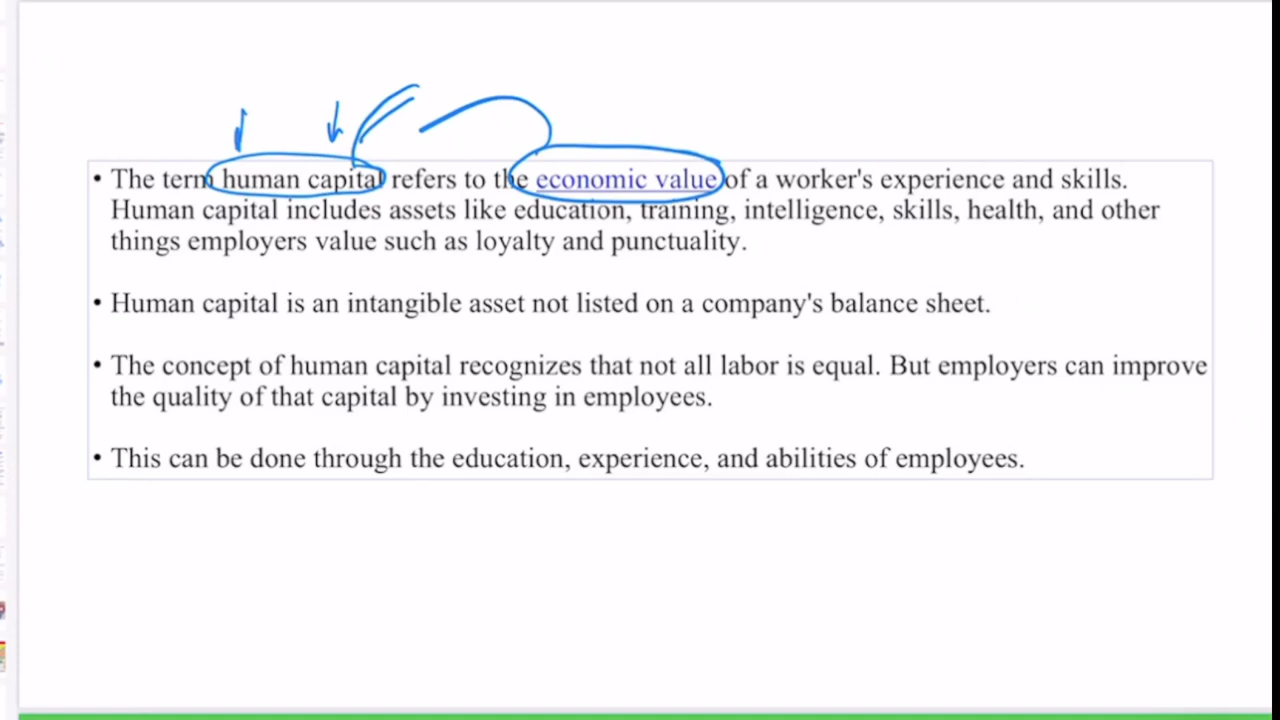 • The term human capital refers to the economic value of a worker's experience and skills.
Human capital includes assets like education, training, intelligence, skills, health, and other
things employers value such as loyalty and punctuality.
• Human capital is an intangible asset not listed on a company's balance sheet.
• The concept of human capital recognizes that not all labor is equal. But employers can improve
the quality of that capital by investing in employees.
• This can be done through the education, experience, and abilities of employees.